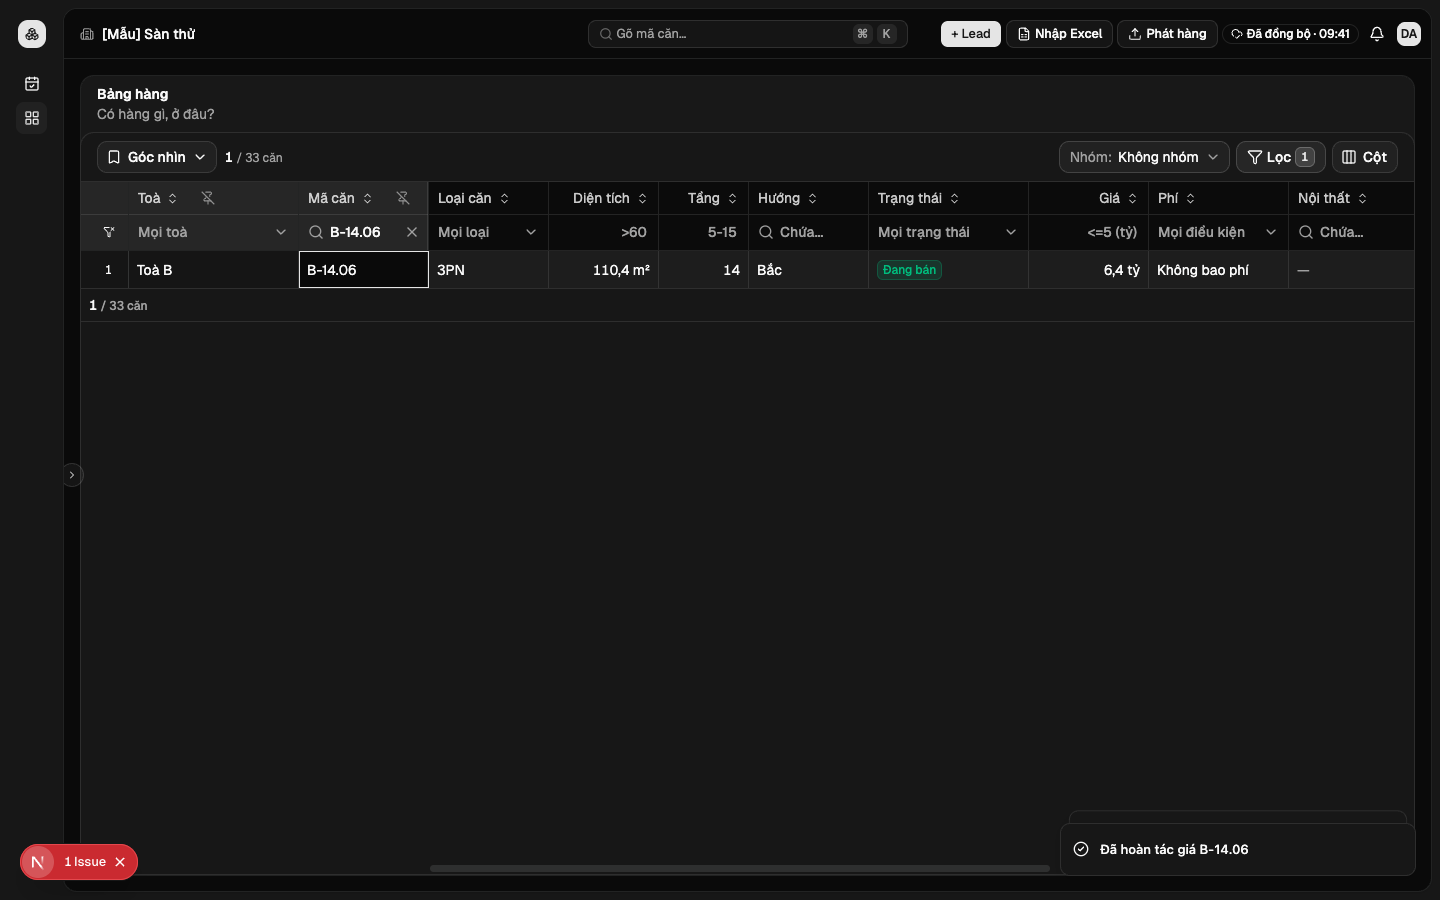 [Mẫu] Sàn thử
Gõ mã căn...
⌘ K
+ Lead
Nhập Excel
Phát hàng
Đã đồng bộ · 09:41
DA
Bảng hàng
Có hàng gì, ở đâu?
Góc nhìn
1 / 33 căn
Nhóm: Không nhóm
Lọc 1
Cột
Toà
Mã căn
Loại căn
Diện tích
Tầng
Hướng
Trạng thái
Giá
Phí
Nội thất
Mọi toà
B-14.06
Mọi loại
>60
5-15
Chứa...
Mọi trạng thái
<=5 (tỷ)
Mọi điều kiện
Chứa...
1
Toà B
B-14.06
3PN
110,4 m²
14
Bắc
Đang bán
6,4 tỷ
Không bao phí
—
1 / 33 căn
N
1 Issue
Đã hoàn tác giá B-14.06